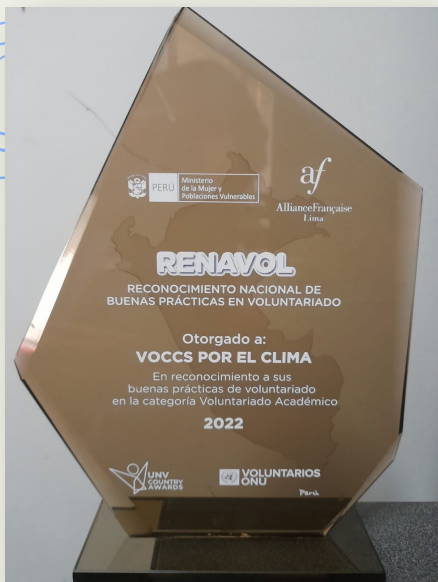 PERÚ
Ministerio
de la Mujer y
Poblaciones Vulnerables
af
AllianceFrançaise
Lima
RENAVOL
RECONOCIMIENTO NACIONAL DE
BUENAS PRÁCTICAS EN VOLUNTARIADO
Otorgado a:
VOCCS POR EL CLIMA
En reconocimiento a sus
buenas prácticas de voluntariado
en la categoría Voluntariado Académico
2022
UNV
COUNTRY
AWARDS
VOLUNTARIOS
ONU
Perú